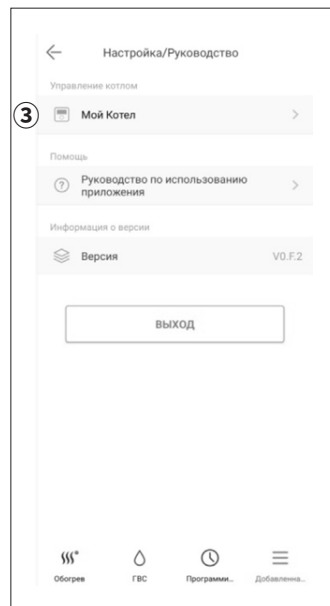 Настройка/Руководство
Управление котлом
③ Мой Котел
Помощь
Руководство по использованию
приложения
Информация о версии
Версия V0.F.2
ВЫХОД
Обогрев ГВС Программи... Добавленна...